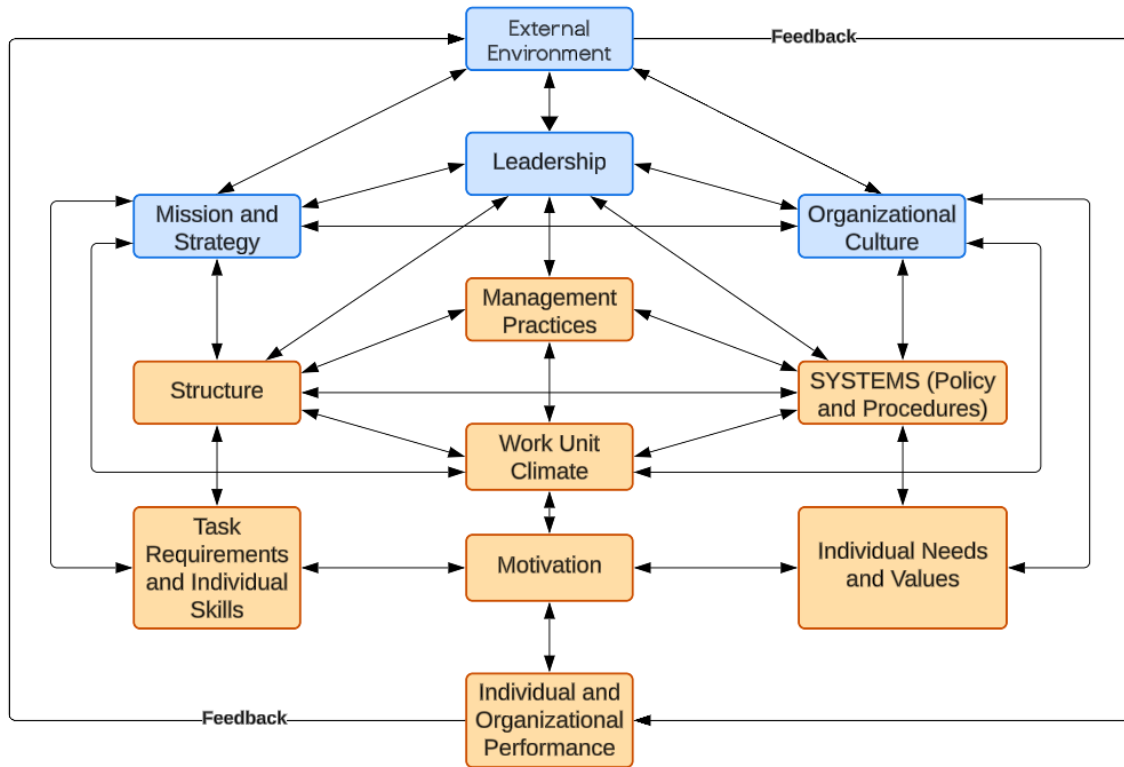 External
Environment
Feedback
Leadership
Mission and
Strategy
Organizational
Culture
Management
Practices
Structure
SYSTEMS (Policy
and Procedures)
Work Unit
Climate
Task
Requirements
and Individual
Skills
Motivation
Individual Needs
and Values
Feedback
Individual and
Organizational
Performance